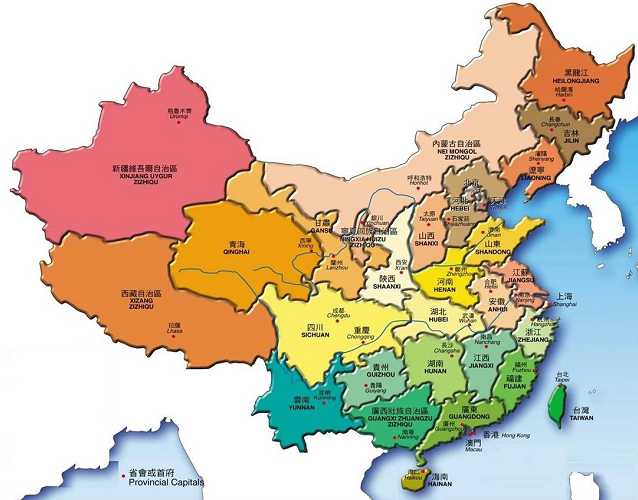 黑龍江
HEILONGJIANG
哈爾濱
Harbin
長春
Changchun
吉林
JILIN
瀋陽
Shenyang
遼寧
LIAONING
內蒙古自治區
NEI MONGOL
ZIZHIQU
呼和浩特
Hohhot
烏魯木齊
Urumqi
新疆維吾爾自治區
XINJIANG UYGUR
ZIZHIQU
北京
河北
HEBEI
石家莊
太原
Taiyuan
山西
SHANXI
濟南
Jinan
山東
SHANDONG
甘肅
GANSU
銀川
Yinchuan
寧夏回族自治區
NINGXIA HUIZU
ZIZHIQU
青海
QINGHAI
西寧
Xining
蘭州
Lanzhou
西安
Xi'an
陝西
SHAANXI
鄭州
Zhengzhou
河南
HENAN
江蘇
JIANGSU
南京
Nanjing
合肥
Hefei
安徽
ANHUI
上海
Shanghai
西藏自治區
XIZANG
ZIZHIQU
拉薩
Lhasa
成都
Chengdu
四川
SICHUAN
重慶
Chongqing
湖北
HUBEI
武漢
Wuhan
Hangzhou
浙江
ZHEJIANG
長沙
Changsha
湖南
HUNAN
南昌
Nanchang
江西
JIANGXI
福州
Fuzhou
福建
FUJIAN
貴州
GUIZHOU
貴陽
Guiyang
雲南
YUNNAN
昆明
Kunming
廣西壯族自治區
GUANGXI ZHUANGZU
ZIZHIQU
南寧
Nanning
廣東
GUANGDONG
廣州
Guangzhou
香港 Hong Kong
澳門
Macau
台北
Taipei
台灣
TAIWAN
海口
Haikou
海南
HAINAN
省會或首府
Provincial Capitals